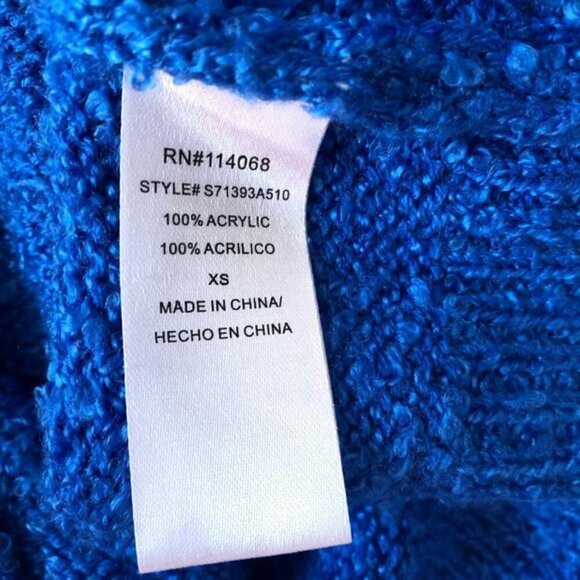 RN#114068
STYLE# S71393A510
100% ACRYLIC
100% ACRILICO
XS
MADE IN CHINA/
HECHO EN CHINA